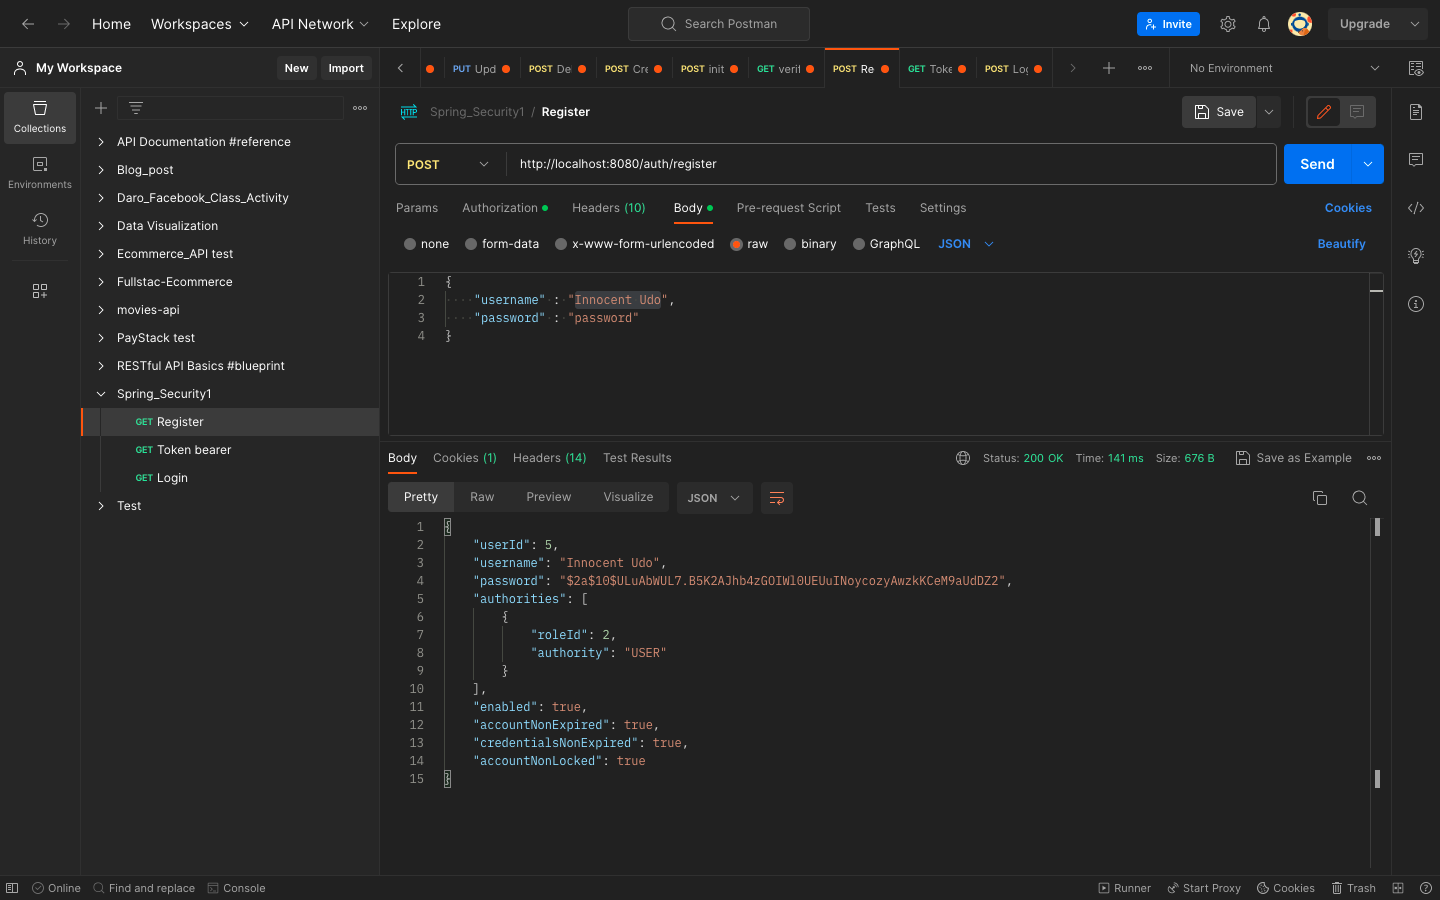 Home Workspaces API Network Explore Search Postman Invite Upgrade
My Workspace New Import PUT Upd POST De POST Cre POST init POST Re GET Toke POST Log No Environment
Collections
Environments
History
API Documentation #reference
Blog_post
Daro_Facebook_Class_Activity
Data Visualization
Ecommerce_API test
Fullstac-Ecommerce
movies-api
PayStack test
RESTful API Basics #blueprint
Spring_Security1
GET Register
GET Token bearer
GET Login
Test
HTTP Spring_Security1 / Register Save
POST http://localhost:8080/auth/register Send
Params Authorization Headers (10) Body Pre-request Script Tests Settings Cookies
none form-data x-www-form-urlencoded raw binary GraphQL JSON Beautify
1 {
2 "username" : "Innocent Udo",
3 "password" : "password"
4 }
Body Cookies (1) Headers (14) Test Results Status: 200 OK Time: 141 ms Size: 676 B Save as Example
Pretty Raw Preview Visualize JSON
1 {
2 "userId": 5,
3 "username": "Innocent Udo",
4 "password": "$2a$10$ULuAbWUL7.B5K2AJhb4zGOIWl0UEUuINoycozyAwzkKCeM9aUdDZ2",
5 "authorities": [
6 {
7 "roleId": 2,
8 "authority": "USER"
9 }
10 ],
11 "enabled": true,
12 "accountNonExpired": true,
13 "credentialsNonExpired": true,
14 "accountNonLocked": true
15 }
Online Find and replace Console Runner Start Proxy Cookies Trash